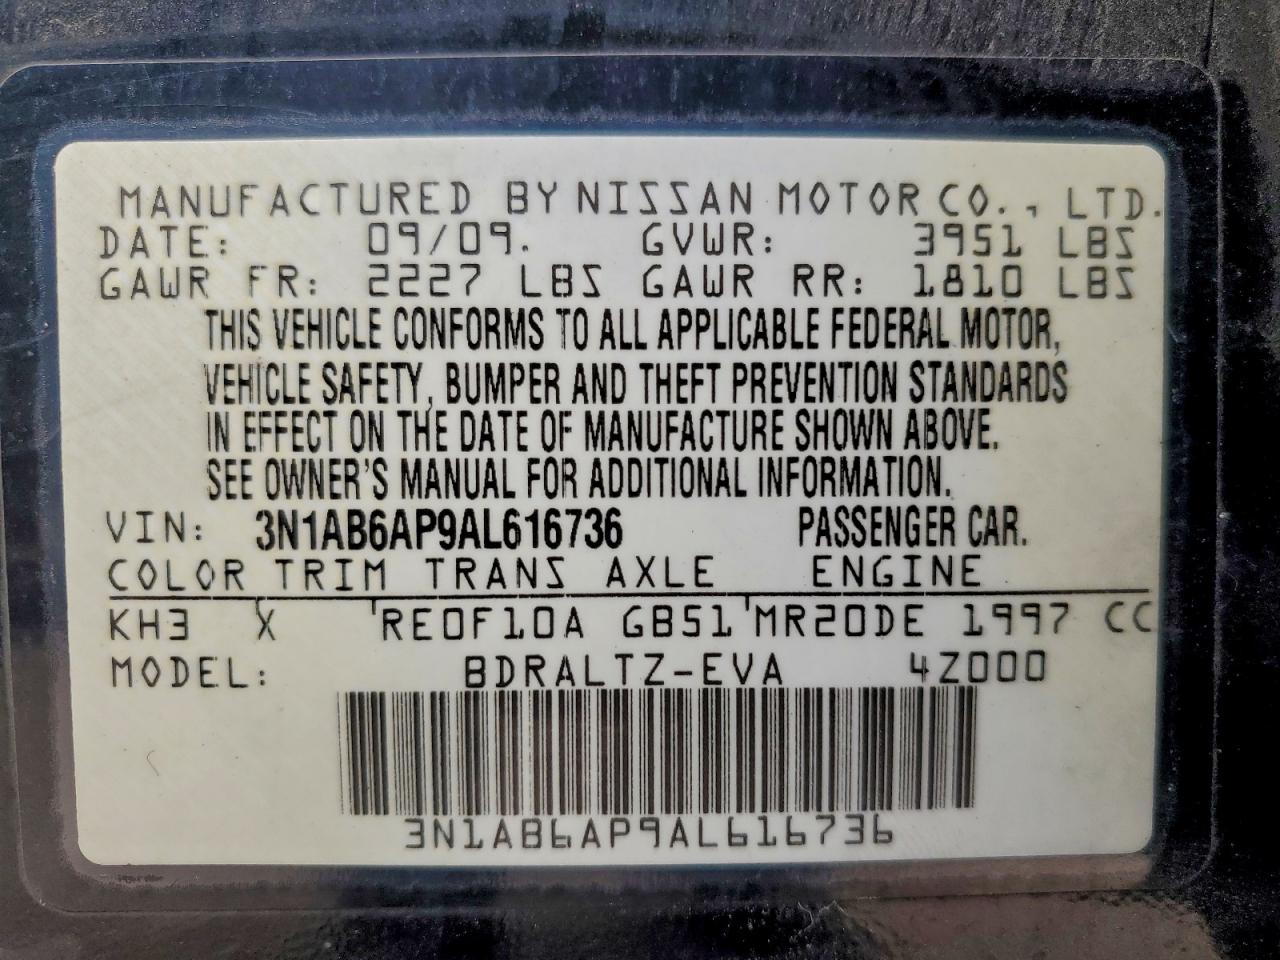 MANUFACTURED BY NISSAN MOTOR CO., LTD.
DATE: 09/09. GVWR: 3951 LBS
GAWR FR: 2227 LBS GAWR RR: 1810 LBS
THIS VEHICLE CONFORMS TO ALL APPLICABLE FEDERAL MOTOR,
VEHICLE SAFETY, BUMPER AND THEFT PREVENTION STANDARDS
IN EFFECT ON THE DATE OF MANUFACTURE SHOWN ABOVE.
SEE OWNER'S MANUAL FOR ADDITIONAL INFORMATION.
VIN: 3N1AB6AP9AL616736 PASSENGER CAR.
COLOR TRIM TRANS AXLE ENGINE
KH3 X RE0F10A GB51 MR20DE 1997 CC
MODEL: BDRALTZ-EVA 4Z000
3N1AB6AP9AL616736